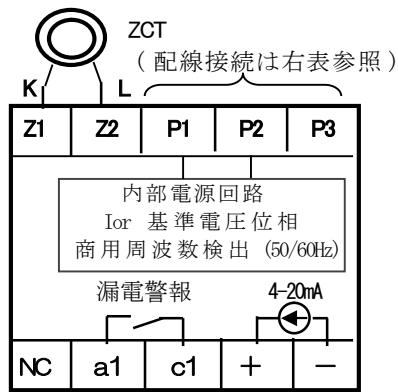 ZCT
（配線接続は右表参照）
K L
Z1 Z2 P1 P2 P3
内部電源回路
Ior 基準電圧位相
商用周波数検出 (50/60Hz)
漏電警報 4-20mA
NC a1 c1 + −